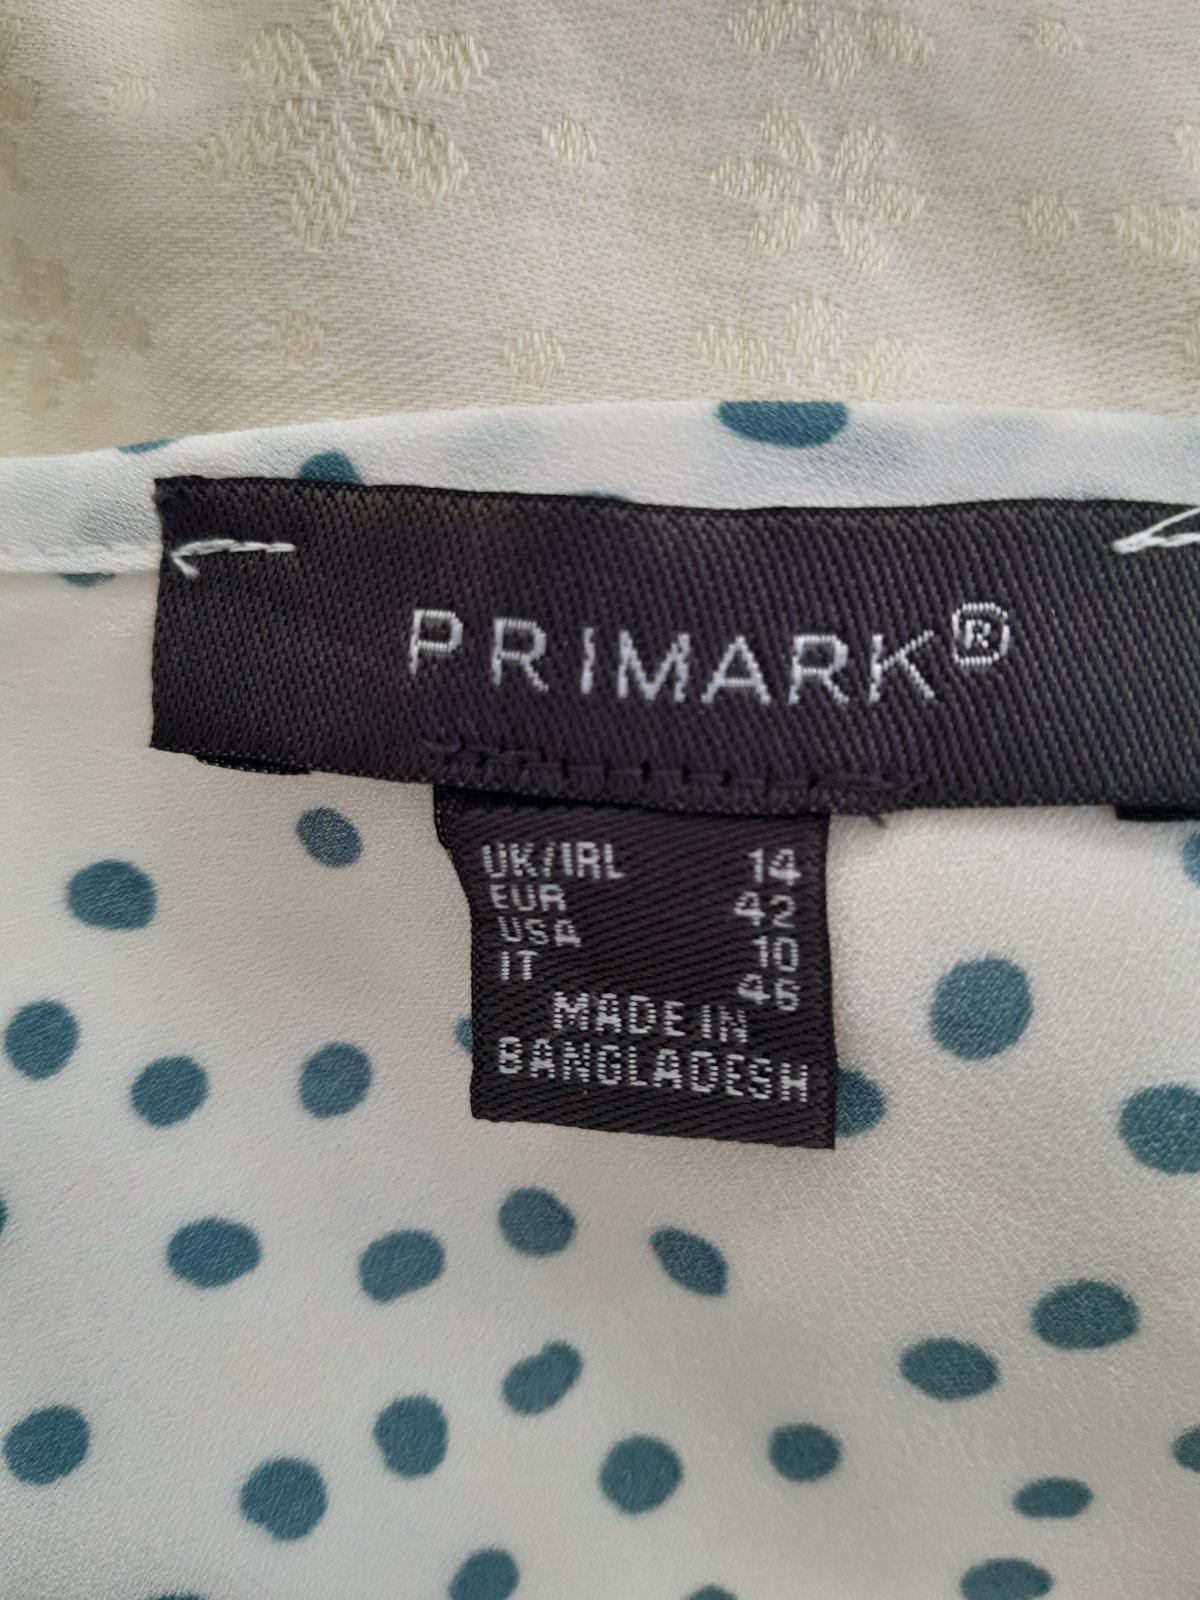 PRIMARK®
UK/IRL 14
EUR 42
USA 10
IT 46
MADE IN
BANGLADESH